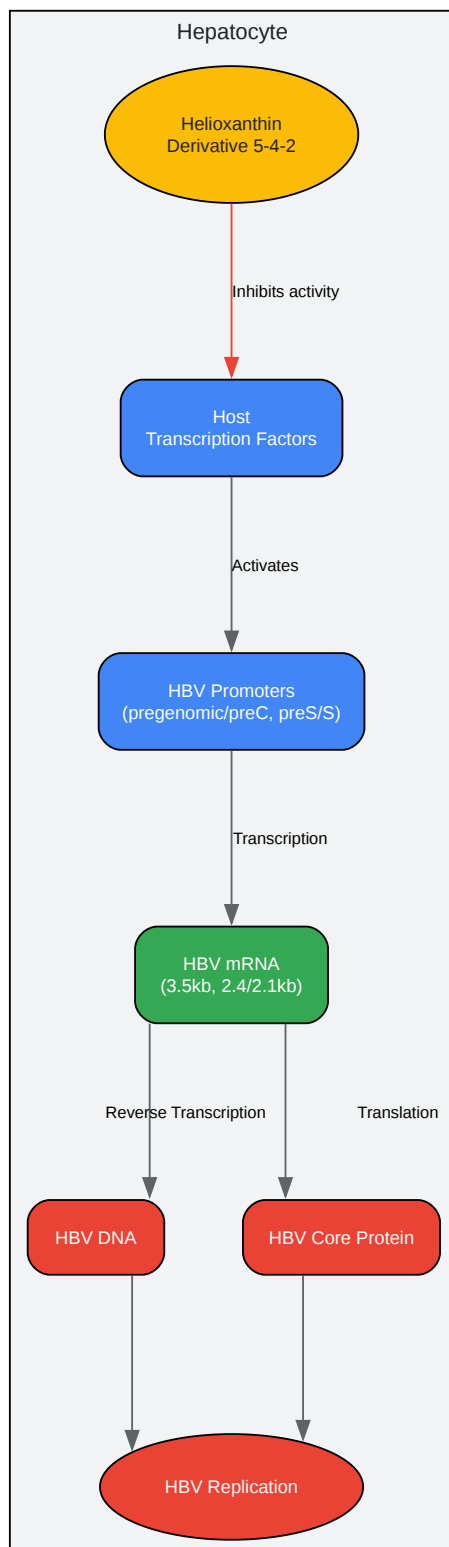 Hepatocyte
Helioxanthin
Derivative 5-4-2
Inhibits activity
Host
Transcription Factors
Activates
HBV Promoters
(pregenomic/preC, preS/S)
Transcription
HBV mRNA
(3.5kb, 2.4/2.1kb)
Reverse Transcription
Translation
HBV DNA
HBV Core Protein
HBV Replication